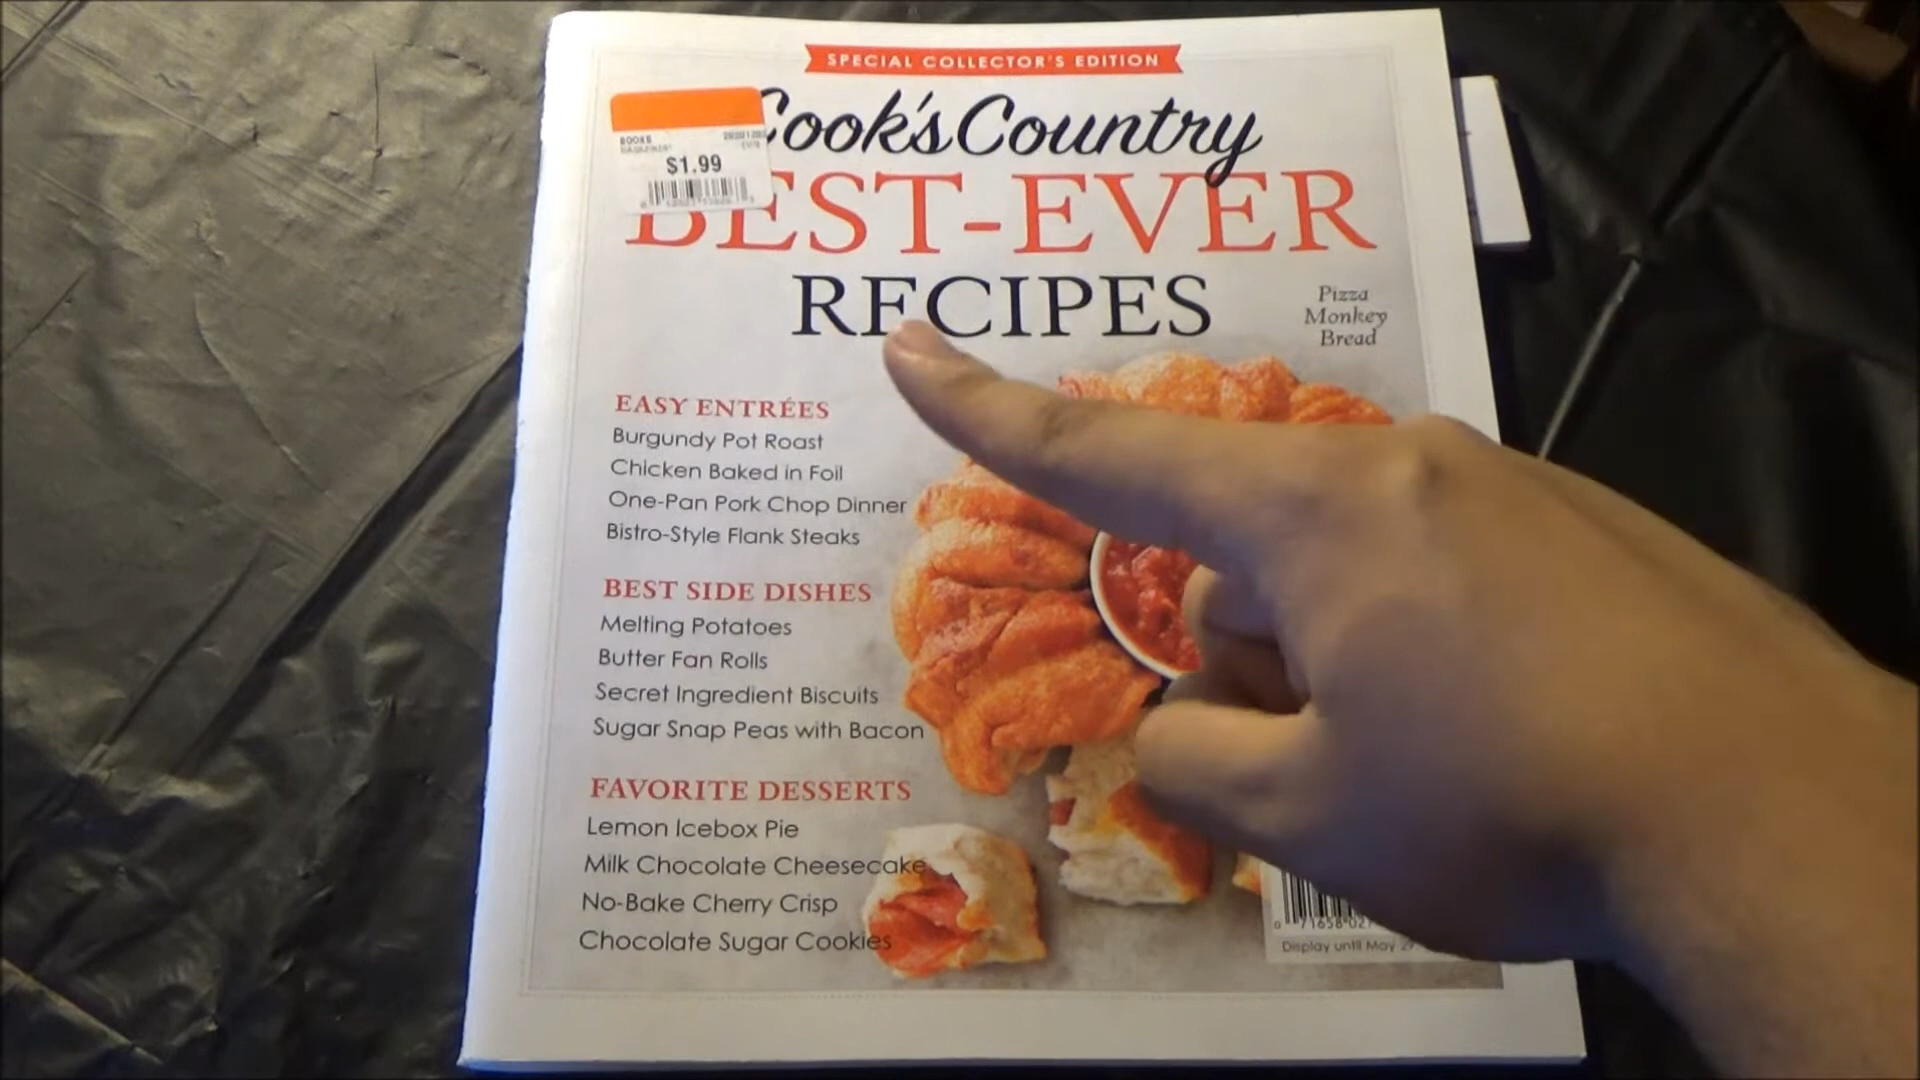 SPECIAL COLLECTOR'S EDITION
Cook's Country
BEST-EVER
RECIPES
BOOKS
$1.99
Pizza
Monkey
Bread
EASY ENTRÉES
Burgundy Pot Roast
Chicken Baked in Foil
One-Pan Pork Chop Dinner
Bistro-Style Flank Steaks
BEST SIDE DISHES
Melting Potatoes
Butter Fan Rolls
Secret Ingredient Biscuits
Sugar Snap Peas with Bacon
FAVORITE DESSERTS
Lemon Icebox Pie
Milk Chocolate Cheesecake
No-Bake Cherry Crisp
Chocolate Sugar Cookies
Display until May